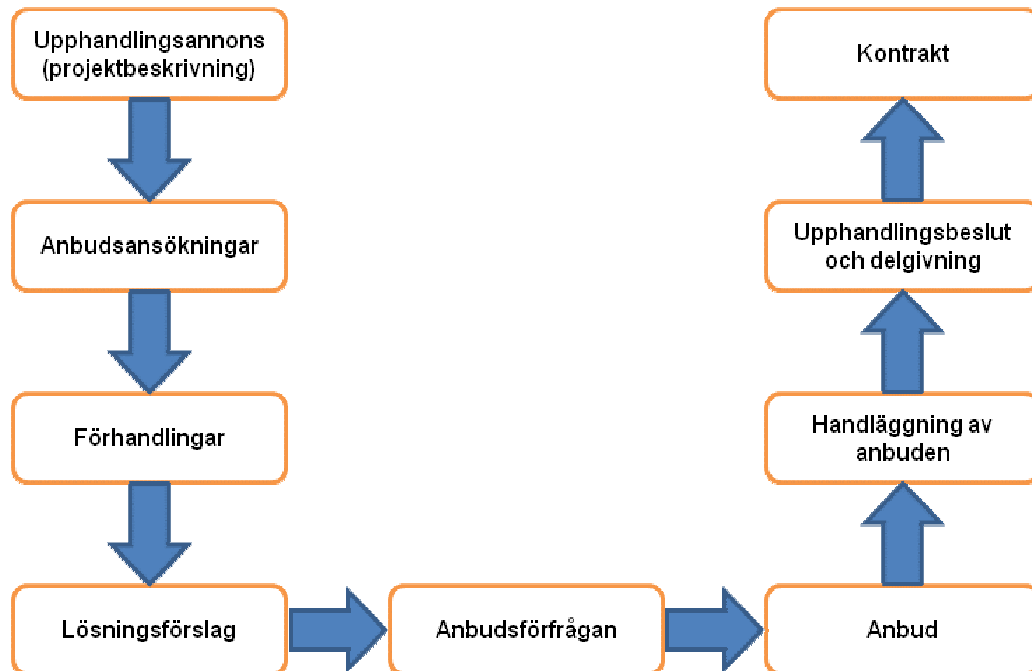 Upphandlingsannons
(projektbeskrivning)
Anbudsansökningar
Förhandlingar
Lösningsförslag
Anbudsförfrågan
Anbud
Handläggning av
anbuden
Upphandlingsbeslut
och delgivning
Kontrakt